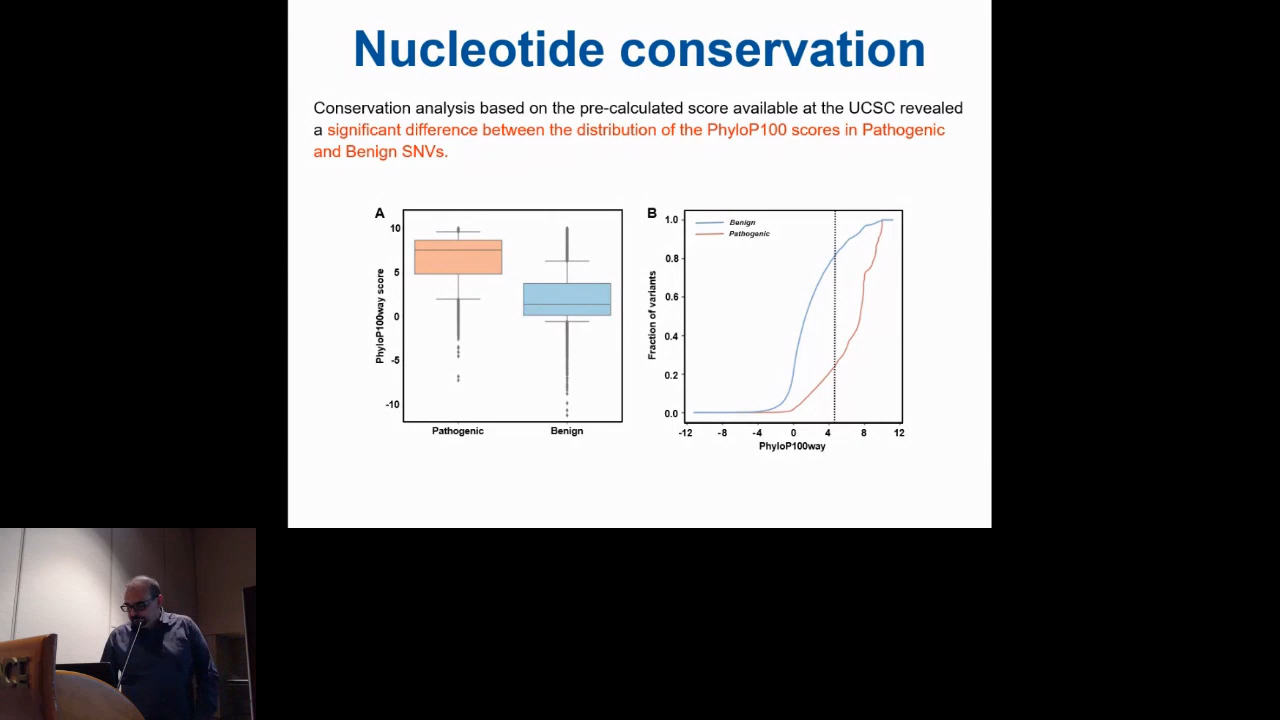 Nucleotide conservation
Conservation analysis based on the pre-calculated score available at the UCSC revealed
a significant difference between the distribution of the PhyloP100 scores in Pathogenic
and Benign SNVs.
A
PhyloP100way score
10
5
0
-5
-10
Pathogenic
Benign
B
Benign
Pathogenic
Fraction of variants
1.0
0.8
0.6
0.4
0.2
0.0
-12 -8 -4 0 4 8 12
PhyloP100way